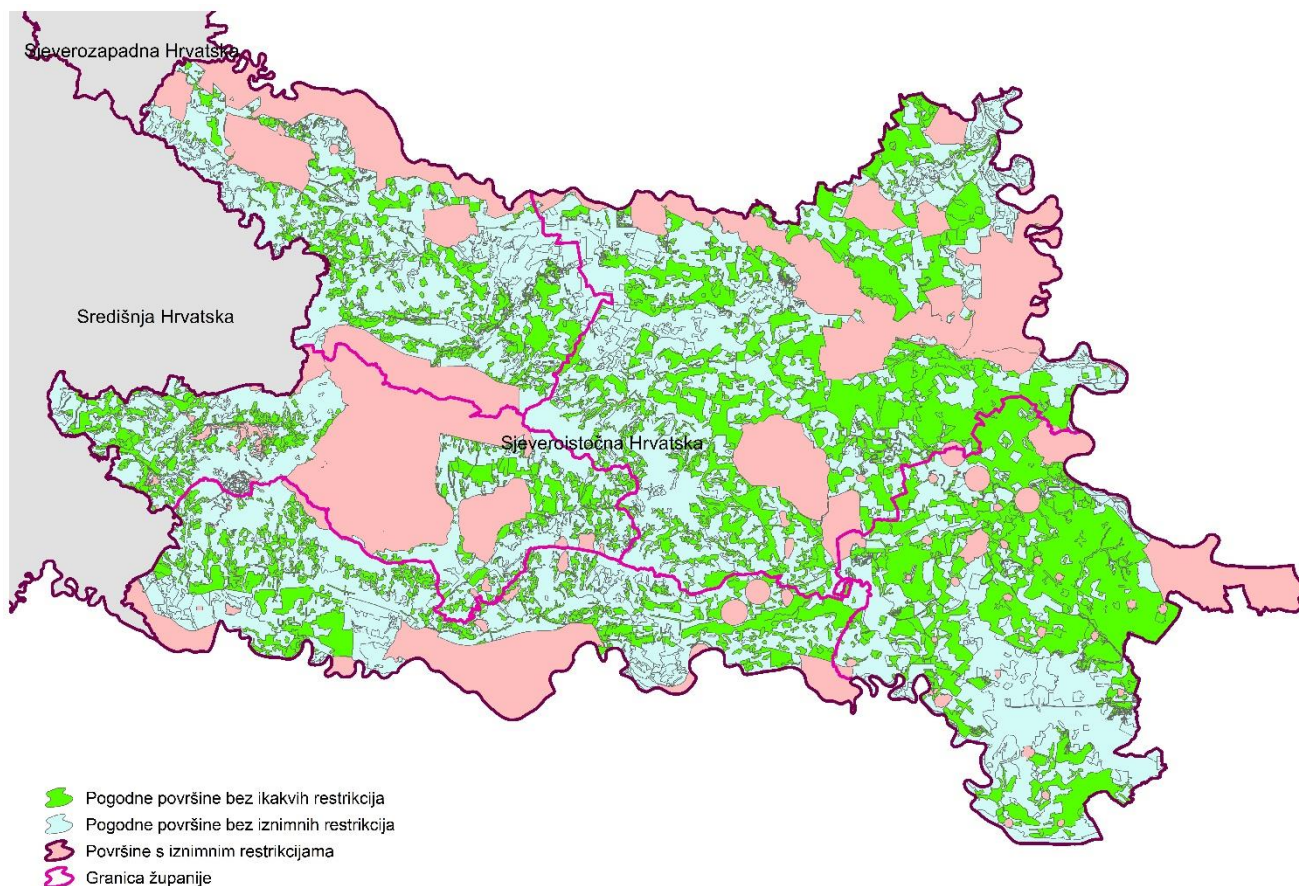 Sjeverozapadna Hrvatska
Središnja Hrvatska
Sjeveroistočna Hrvatska
Pogodne površine bez ikakvih restrikcija
Pogodne površine bez iznimnih restrikcija
Površine s iznimnim restrikcijama
Granica županije